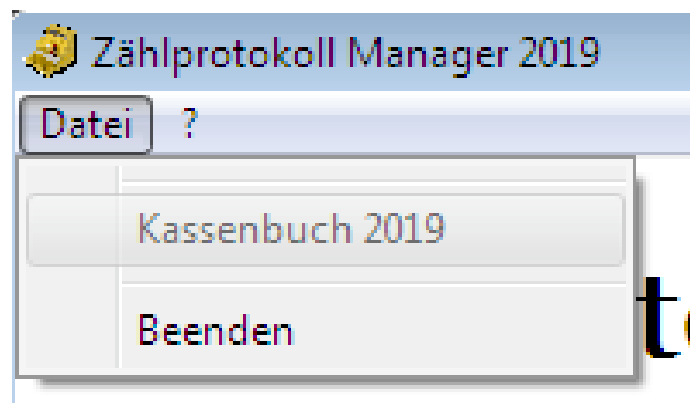 Zählprotokoll Manager 2019
Datei ?
Kassenbuch 2019
Beenden